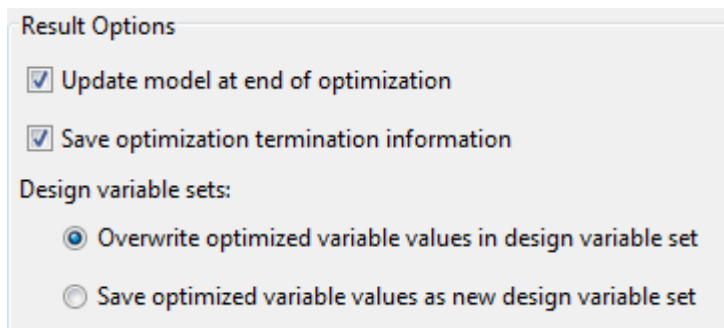 Result Options
Update model at end of optimization
Save optimization termination information
Design variable sets:
Overwrite optimized variable values in design variable set
Save optimized variable values as new design variable set